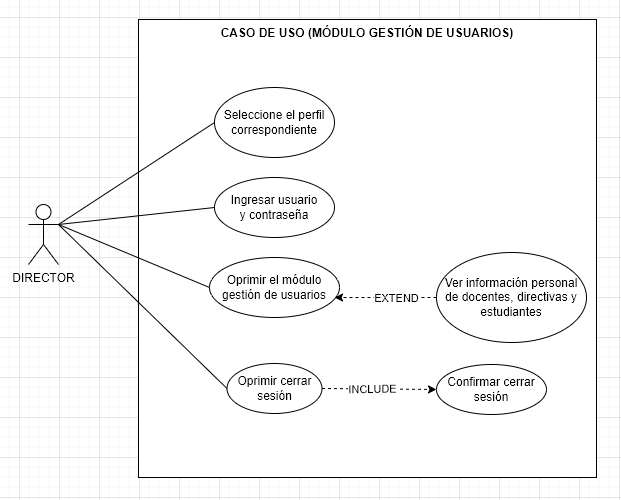 CASO DE USO (MÓDULO GESTIÓN DE USUARIOS)
Seleccione el perfil
correspondiente
Ingresar usuario
y contraseña
DIRECTOR
Oprimir el módulo
gestión de usuarios
EXTEND
Ver información personal
de docentes, directivas y
estudiantes
Oprimir cerrar
sesión
INCLUDE
Confirmar cerrar
sesión